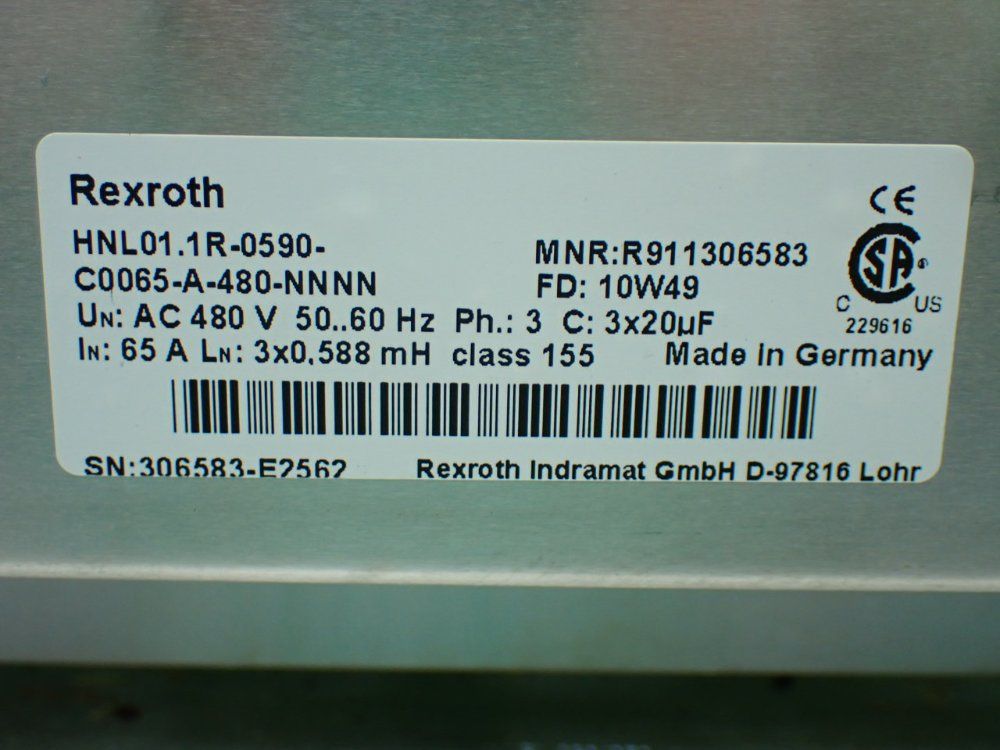 Rexroth
CE
HNL01.1R-0590-
C0065-A-480-NNNN
MNR:R911306583
FD: 10W49
SA ®
C US
229616
UN: AC 480 V 50..60 Hz Ph.: 3 C: 3x20µF
IN: 65 A LN: 3x0.588 mH class 155 Made in Germany
SN:306583-E2562 Rexroth Indramat GmbH D-97816 Lohr